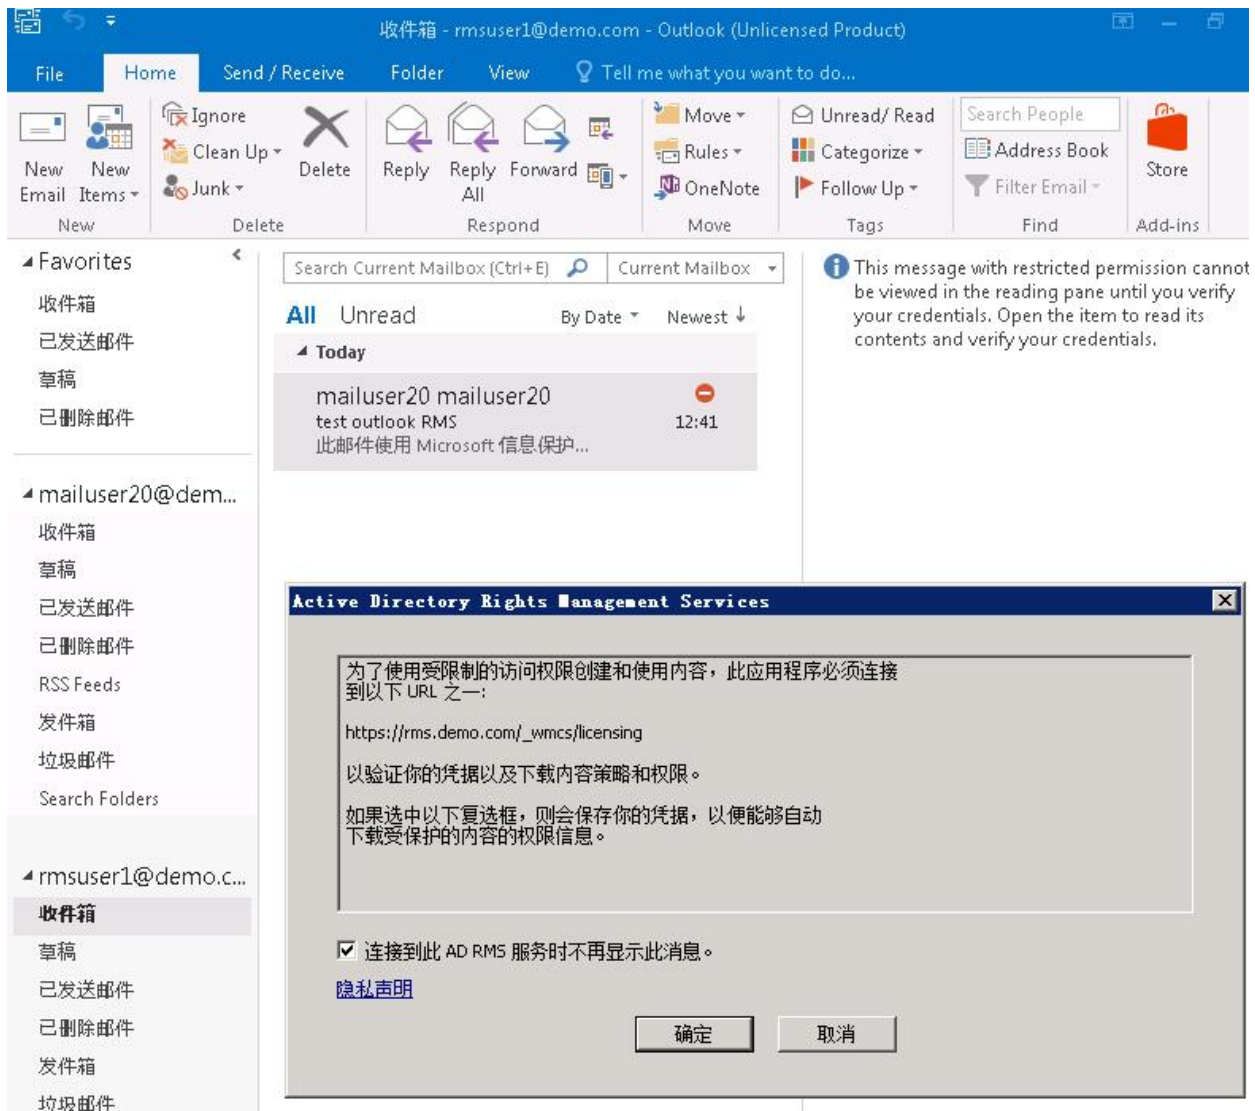 收件箱 - rmsuser1@demo.com - Outlook (Unlicensed Product)
File Home Send / Receive Folder View Tell me what you want to do...
New Email
New Items
New
Ignore
Clean Up
Junk
Delete
Delete
Reply
Reply All
Forward
Respond
Move
Rules
OneNote
Move
Unread/ Read
Categorize
Follow Up
Tags
Search People
Address Book
Filter Email
Find
Store
Add-ins
Favorites
收件箱
已发送邮件
草稿
已删除邮件
mailuser20@dem...
收件箱
草稿
已发送邮件
已删除邮件
RSS Feeds
发件箱
垃圾邮件
Search Folders
rmsuser1@demo.c...
收件箱
草稿
已发送邮件
已删除邮件
发件箱
垃圾邮件
Search Current Mailbox (Ctrl+E) Current Mailbox
All Unread By Date Newest ↓
Today
mailuser20 mailuser20
test outlook RMS 12:41
此邮件使用 Microsoft 信息保护...
This message with restricted permission cannot
be viewed in the reading pane until you verify
your credentials. Open the item to read its
contents and verify your credentials.
Active Directory Rights Management Services
为了使用受限制的访问权限创建和使用内容，此应用程序必须连接
到以下 URL 之一:
https://rms.demo.com/_wmcs/licensing
以验证你的凭据以及下载内容策略和权限。
如果选中以下复选框，则会保存你的凭据，以便能够自动
下载受保护的内容的权限信息。
连接到此 AD RMS 服务时不再显示此消息。
隐私声明
确定 取消